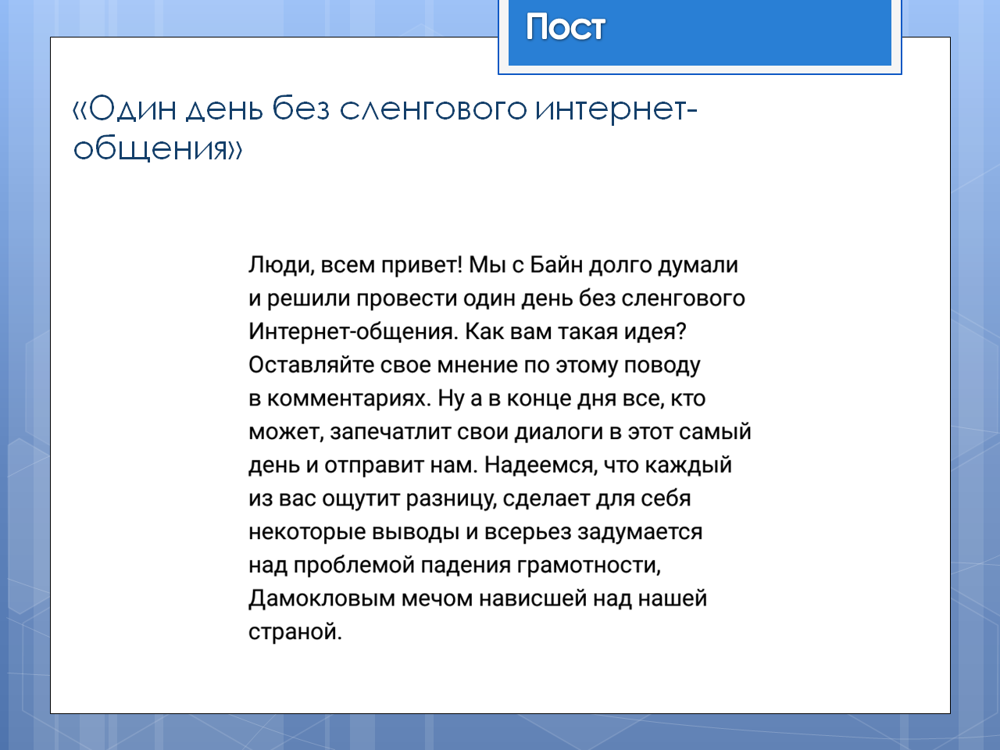 Пост
«Один день без сленгового интернет-
общения»
Люди, всем привет! Мы с Байн долго думали
и решили провести один день без сленгового
Интернет-общения. Как вам такая идея?
Оставляйте свое мнение по этому поводу
в комментариях. Ну а в конце дня все, кто
может, запечатлит свои диалоги в этот самый
день и отправит нам. Надеемся, что каждый
из вас ощутит разницу, сделает для себя
некоторые выводы и всерьез задумается
над проблемой падения грамотности,
Дамокловым мечом нависшей над нашей
страной.